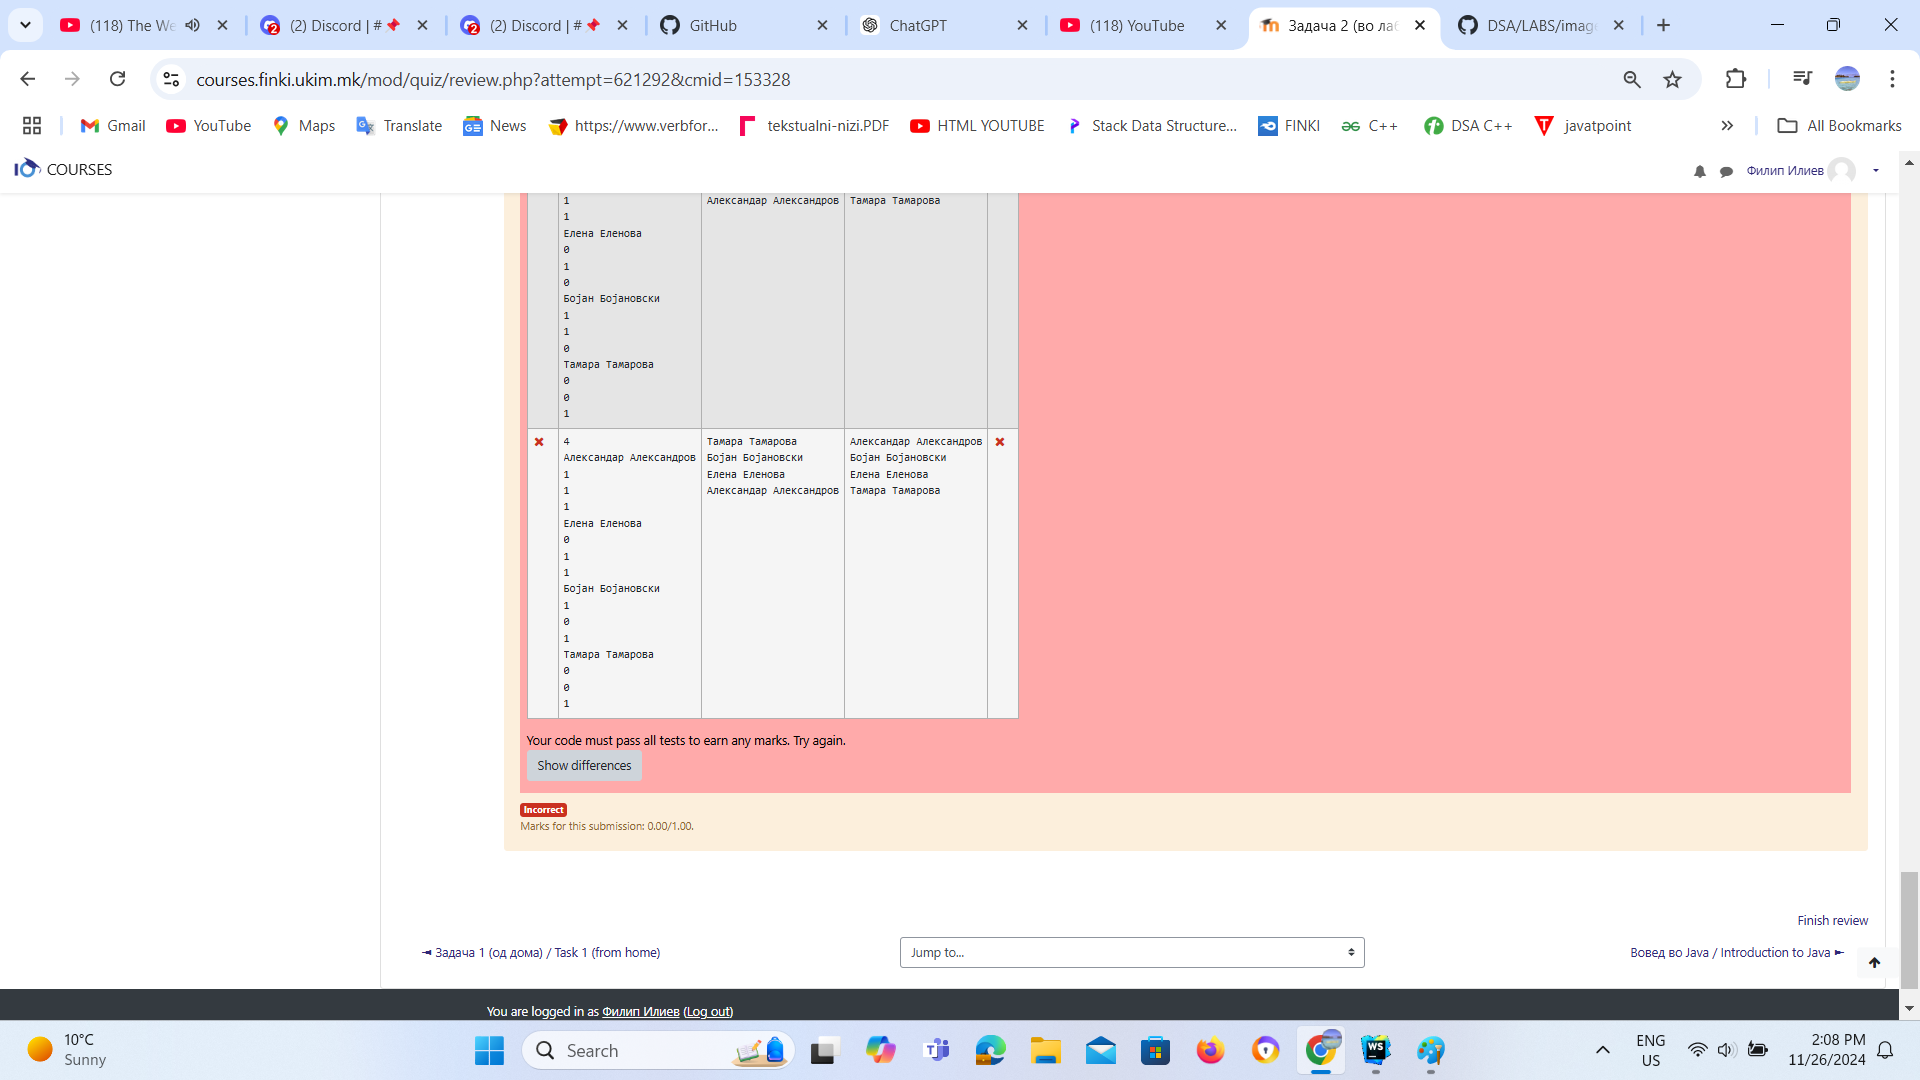 (118) The We
(2) Discord | #
(2) Discord | #
GitHub
ChatGPT
(118) YouTube
Задача 2 (во лаб
DSA/LABS/imag
courses.finki.ukim.mk/mod/quiz/review.php?attempt=621292&cmid=153328
Gmail
YouTube
Maps
Translate
News
https://www.verbfor...
tekstualni-nizi.PDF
HTML YOUTUBE
Stack Data Structure...
FINKI
C++
DSA C++
javatpoint
All Bookmarks
COURSES
Филип Илиев
1
1
Елена Еленова
0
1
0
Бојан Бојановски
1
1
0
Тамара Тамарова
0
0
1
Александар Александров
Тамара Тамарова
4
Александар Александров
1
1
1
Елена Еленова
0
1
1
Бојан Бојановски
1
0
1
Тамара Тамарова
0
0
1
Тамара Тамарова
Бојан Бојановски
Елена Еленова
Александар Александров
Александар Александров
Бојан Бојановски
Елена Еленова
Тамара Тамарова
Your code must pass all tests to earn any marks. Try again.
Show differences
Incorrect
Marks for this submission: 0.00/1.00.
Finish review
◄ Задача 1 (од дома) / Task 1 (from home)
Jump to...
Вовед во Java / Introduction to Java ►
You are logged in as Филип Илиев (Log out)
10°C
Sunny
Search
ENG
US
2:08 PM
11/26/2024